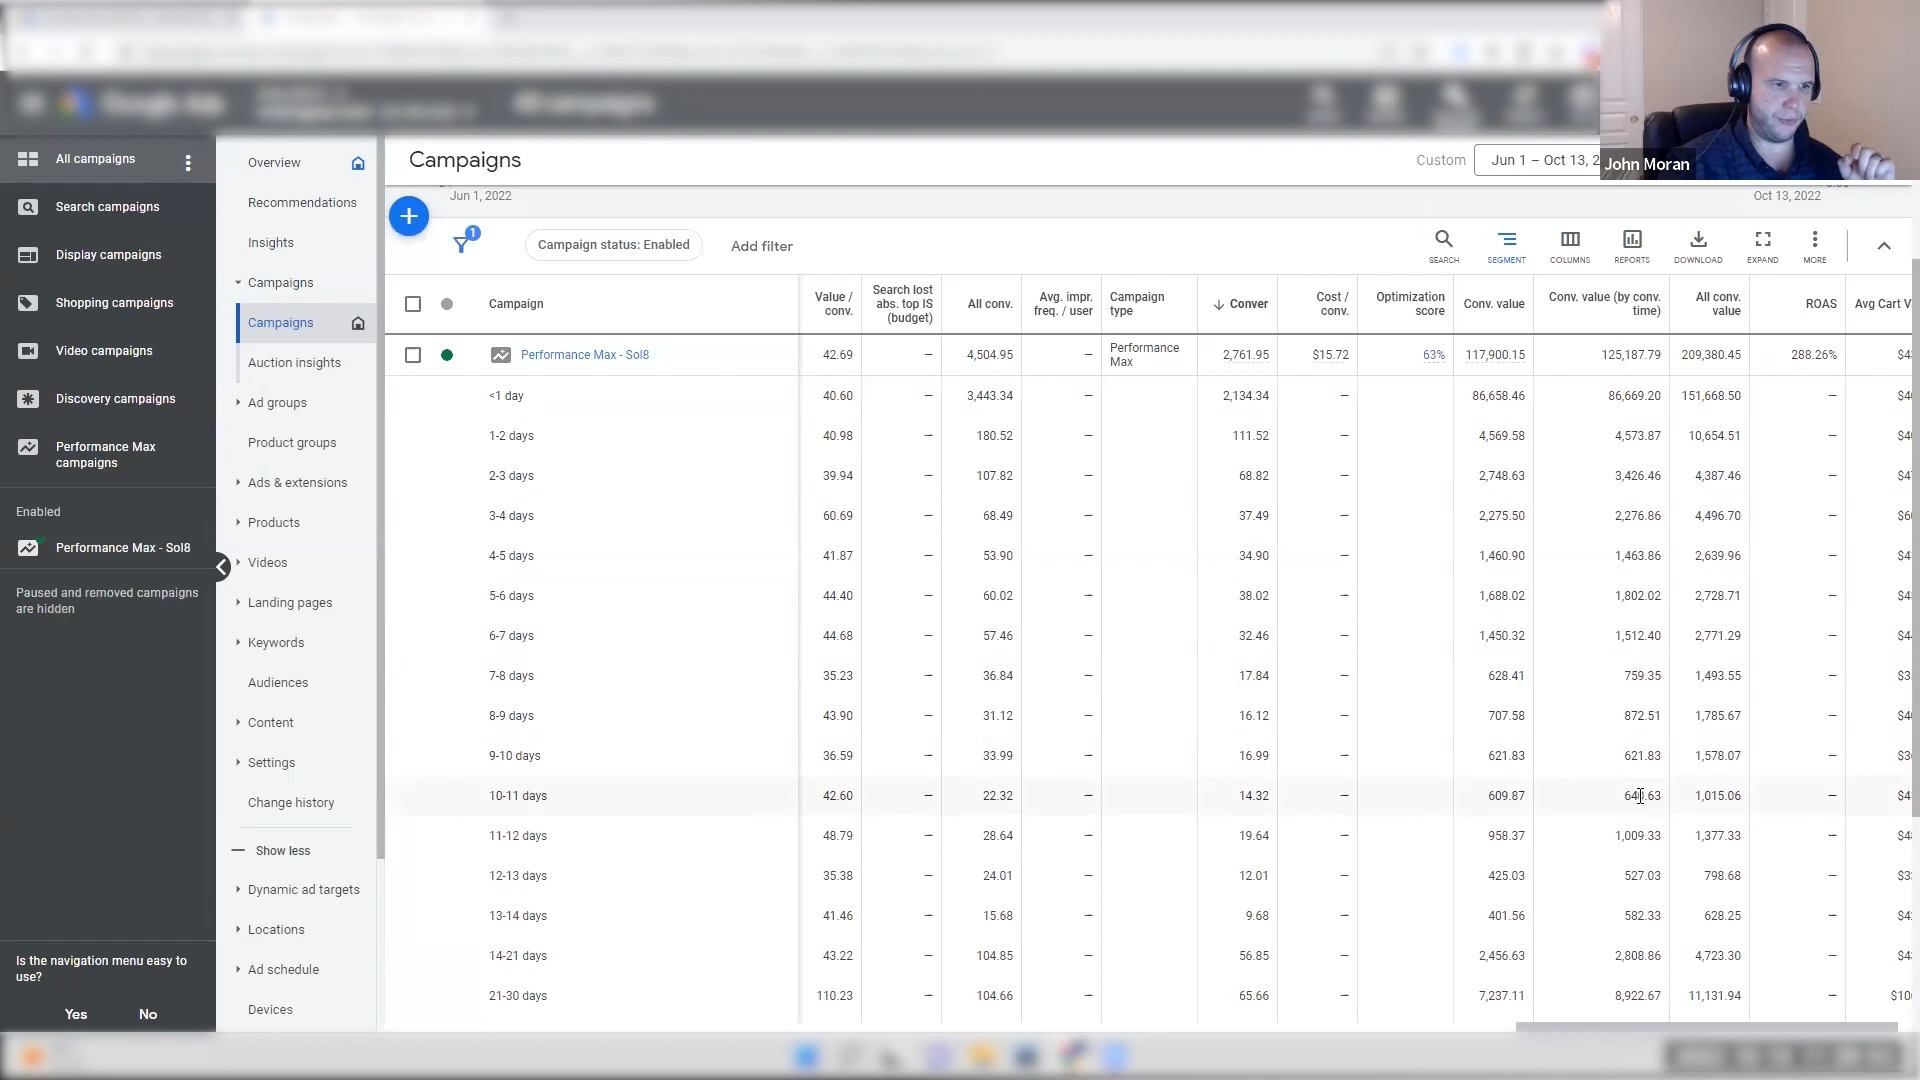 Google Ads
All campaigns
John Moran
All campaigns
Search campaigns
Display campaigns
Shopping campaigns
Video campaigns
Discovery campaigns
Performance Max
campaigns
Enabled
Performance Max - Sol8
Paused and removed campaigns
are hidden
Is the navigation menu easy to
use?
Yes No
Overview
Recommendations
Insights
Campaigns
Campaigns
Auction insights
Ad groups
Product groups
Ads & extensions
Products
Videos
Landing pages
Keywords
Audiences
Content
Settings
Change history
Show less
Dynamic ad targets
Locations
Ad schedule
Devices
Campaigns
Custom Jun 1 – Oct 13, 2
Jun 1, 2022 Oct 13, 2022
1
Campaign status: Enabled Add filter
SEARCH SEGMENT COLUMNS REPORTS DOWNLOAD EXPAND MORE
Campaign
Value /
conv.
Search lost
abs. top IS
(budget)
All conv.
Avg. impr.
freq. / user
Campaign
type
Conver
Cost /
conv.
Optimization
score
Conv. value
Conv. value (by conv.
time)
All conv.
value
ROAS
Avg Cart V
Performance Max - Sol8 42.69 — 4,504.95 — Performance Max 2,761.95 $15.72 63% 117,900.15 125,187.79 209,380.45 288.26% $4
<1 day 40.60 — 3,443.34 — 2,134.34 — 86,658.46 86,669.20 151,668.50 — $4
1-2 days 40.98 — 180.52 — 111.52 — 4,569.58 4,573.87 10,654.51 — $4
2-3 days 39.94 — 107.82 — 68.82 — 2,748.63 3,426.46 4,387.46 — $4
3-4 days 60.69 — 68.49 — 37.49 — 2,275.50 2,276.86 4,496.70 — $6
4-5 days 41.87 — 53.90 — 34.90 — 1,460.90 1,463.86 2,639.96 — $4
5-6 days 44.40 — 60.02 — 38.02 — 1,688.02 1,802.02 2,728.71 — $4
6-7 days 44.68 — 57.46 — 32.46 — 1,450.32 1,512.40 2,771.29 — $4
7-8 days 35.23 — 36.84 — 17.84 — 628.41 759.35 1,493.55 — $3
8-9 days 43.90 — 31.12 — 16.12 — 707.58 872.51 1,785.67 — $4
9-10 days 36.59 — 33.99 — 16.99 — 621.83 621.83 1,578.07 — $3
10-11 days 42.60 — 22.32 — 14.32 — 609.87 1,015.06 — $4
11-12 days 48.79 — 28.64 — 19.64 — 958.37 1,009.33 1,377.33 — $4
12-13 days 35.38 — 24.01 — 12.01 — 425.03 527.03 798.68 — $3
13-14 days 41.46 — 15.68 — 9.68 — 401.56 582.33 628.25 — $4
14-21 days 43.22 — 104.85 — 56.85 — 2,456.63 2,808.86 4,723.30 — $4
21-30 days 110.23 — 104.66 — 65.66 — 7,237.11 8,922.67 11,131.94 — $10